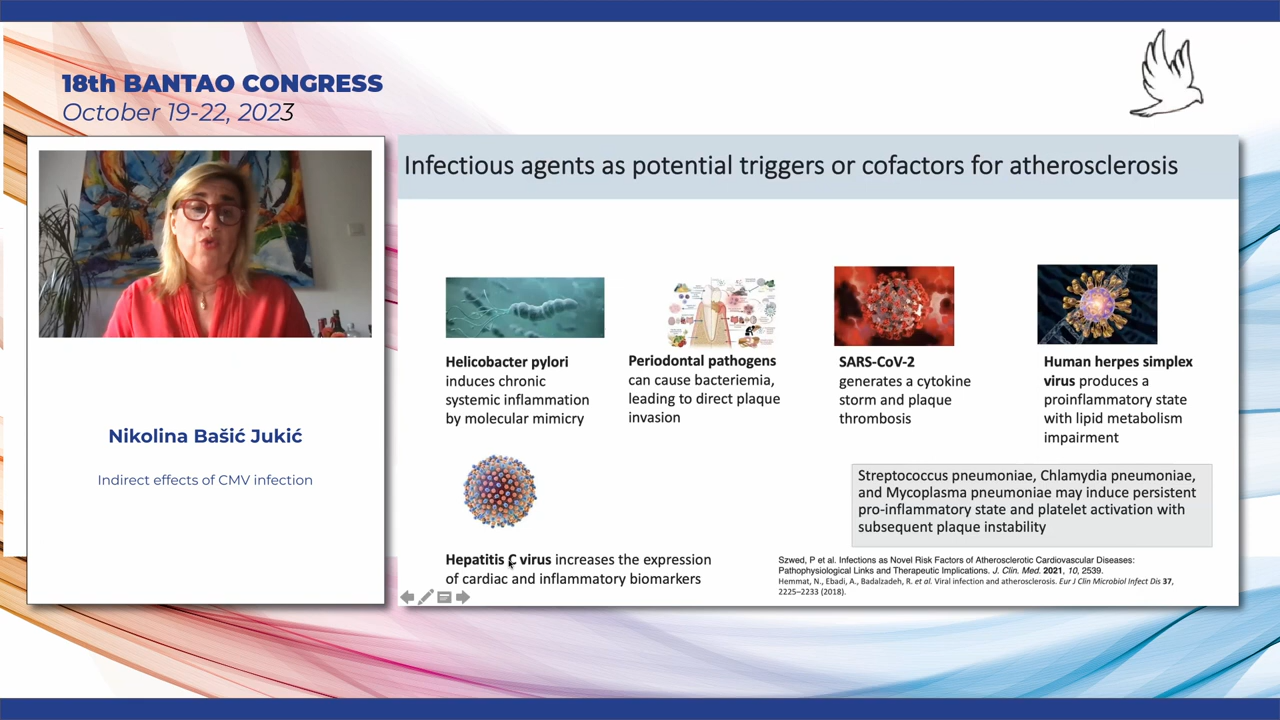 18th BANTAO CONGRESS
October 19-22, 2023
Nikolina Bašić Jukić
Indirect effects of CMV infection
Infectious agents as potential triggers or cofactors for atherosclerosis
Helicobacter pylori
induces chronic
systemic inflammation
by molecular mimicry
Periodontal pathogens
can cause bacteriemia,
leading to direct plaque
invasion
SARS-CoV-2
generates a cytokine
storm and plaque
thrombosis
Human herpes simplex
virus produces a
proinflammatory state
with lipid metabolism
impairment
Hepatitis C virus increases the expression
of cardiac and inflammatory biomarkers
Streptococcus pneumoniae, Chlamydia pneumoniae,
and Mycoplasma pneumoniae may induce persistent
pro-inflammatory state and platelet activation with
subsequent plaque instability
Szwed, P et al. Infections as Novel Risk Factors of Atherosclerotic Cardiovascular Diseases:
Pathophysiological Links and Therapeutic Implications. J. Clin. Med. 2021, 10, 2539.
Hemmat, N., Ebadi, A., Badalzadeh, R. et al. Viral infection and atherosclerosis. Eur J Clin Microbiol Infect Dis 37,
2225–2233 (2018).